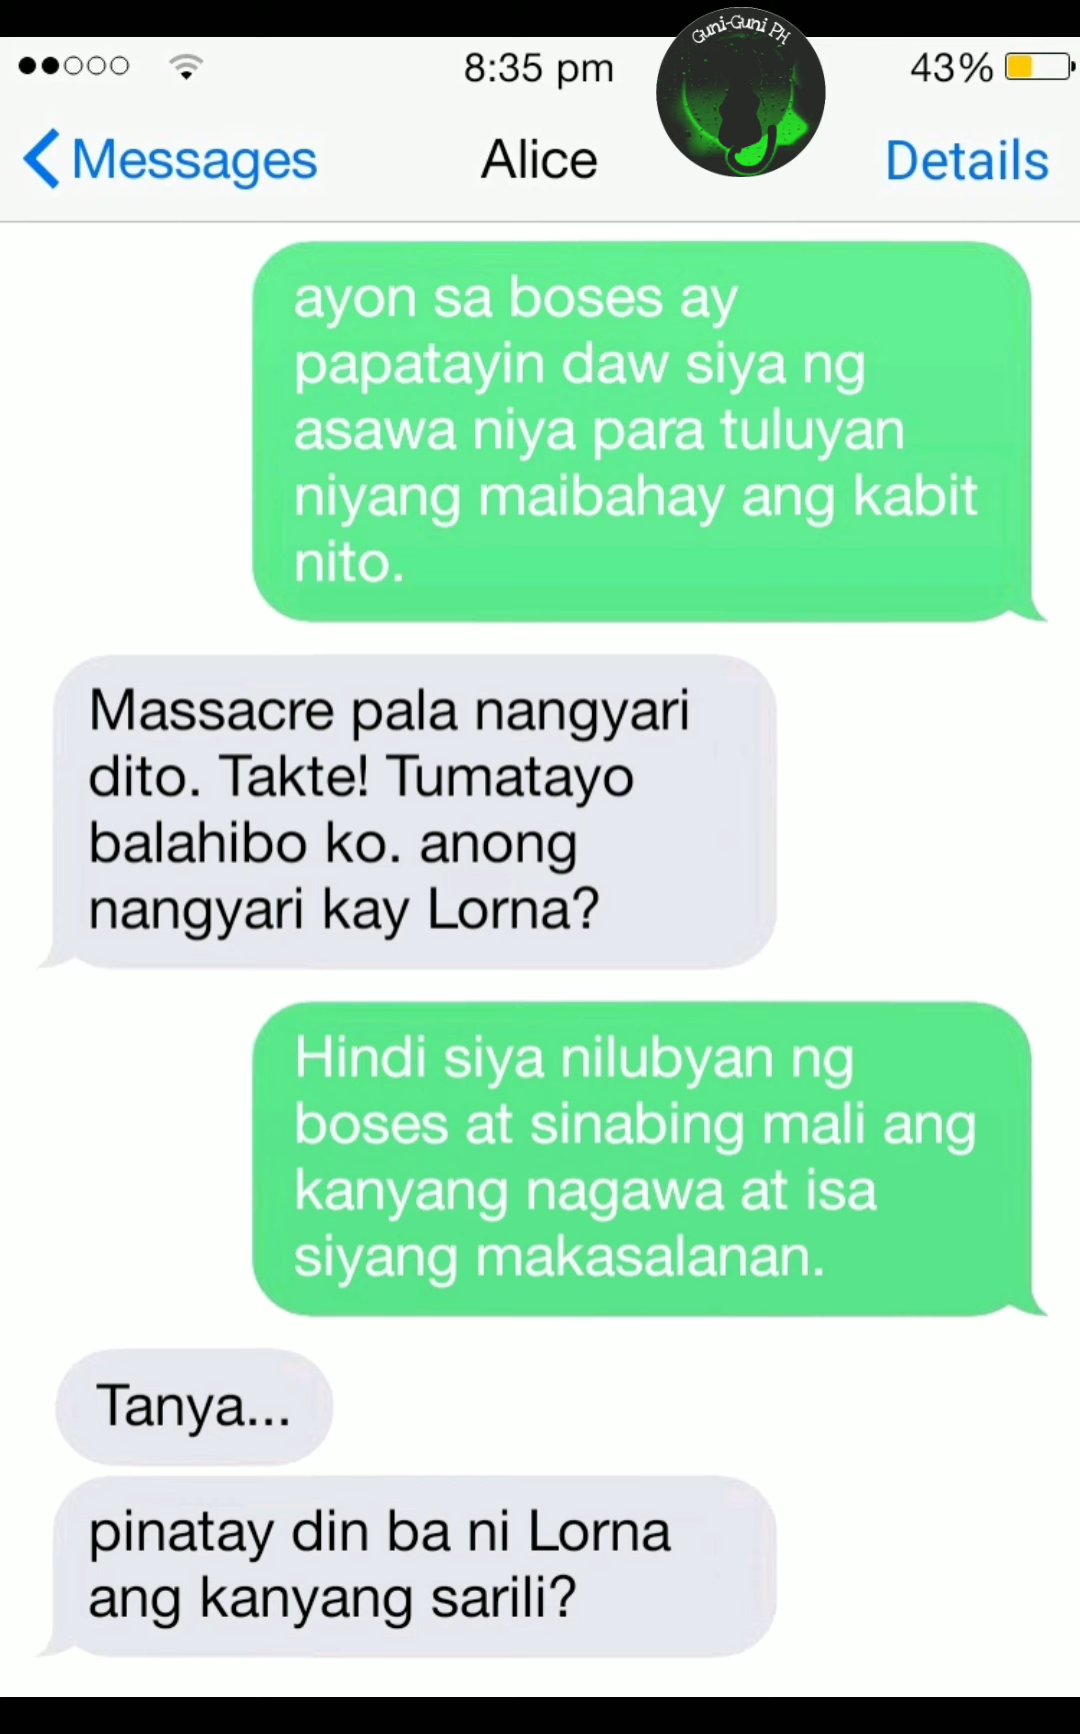 Guni-Guni PH
8:35 pm
43%
Messages
Alice
Details
ayon sa boses ay
papatayin daw siya ng
asawa niya para tuluyan
niyang maibahay ang kabit
nito.
Massacre pala nangyari
dito. Takte! Tumatayo
balahibo ko. anong
nangyari kay Lorna?
Hindi siya nilubyan ng
boses at sinabing mali ang
kanyang nagawa at isa
siyang makasalanan.
Tanya...
pinatay din ba ni Lorna
ang kanyang sarili?